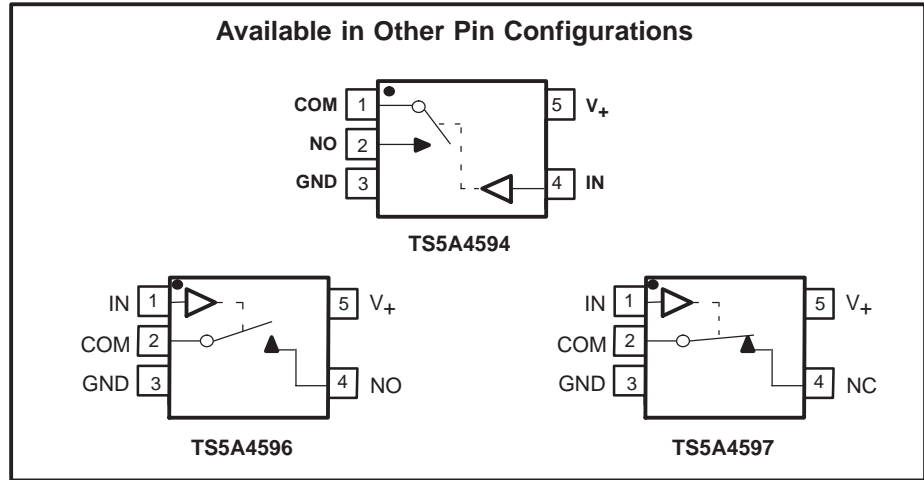 Available in Other Pin Configurations
COM 1 5 V+
NO 2
GND 3 4 IN
TS5A4594
IN 1 5 V+
COM 2
GND 3 4 NO
TS5A4596
IN 1 5 V+
COM 2
GND 3 4 NC
TS5A4597